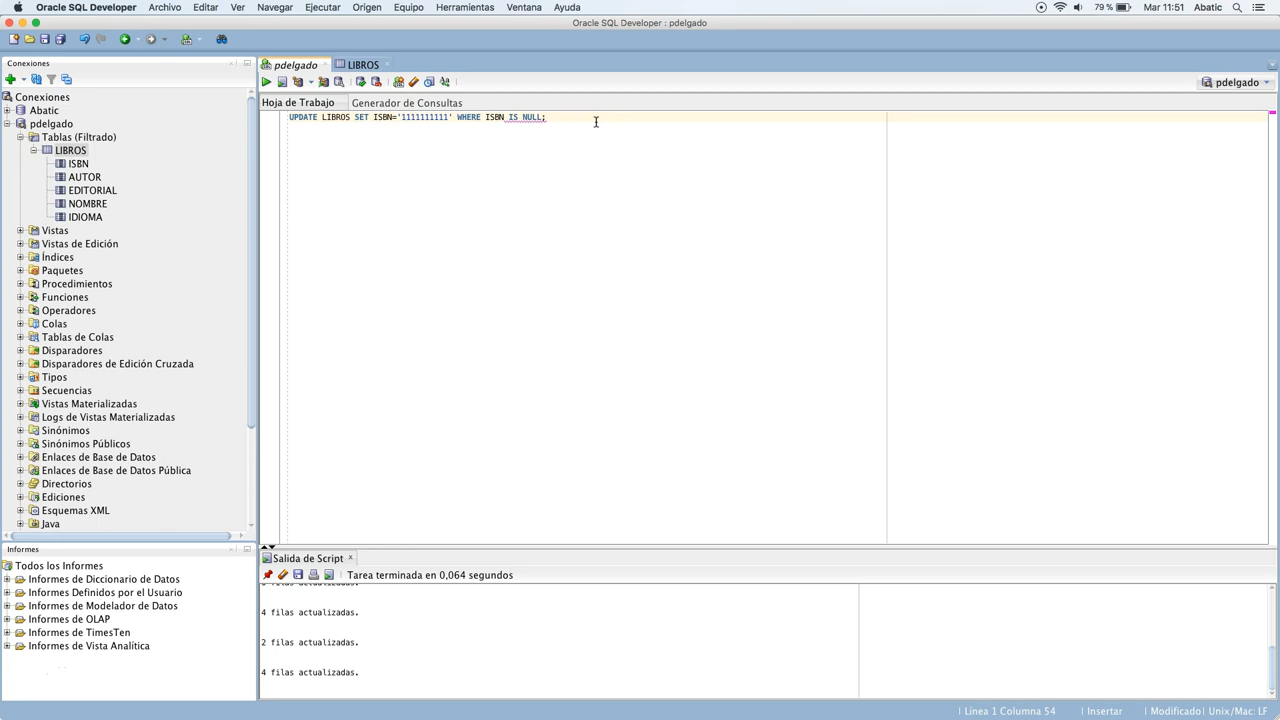 Oracle SQL Developer Archivo Editar Ver Navegar Ejecutar Origen Equipo Herramientas Ventana Ayuda 79 % Mar 11:51 Abatic
Oracle SQL Developer : pdelgado
Conexiones
pdelgado
LIBROS
pdelgado
Hoja de Trabajo
Generador de Consultas
UPDATE LIBROS SET ISBN='1111111111' WHERE ISBN IS NULL;
Conexiones
Abatic
pdelgado
Tablas (Filtrado)
LIBROS
ISBN
AUTOR
EDITORIAL
NOMBRE
IDIOMA
Vistas
Vistas de Edición
Índices
Paquetes
Procedimientos
Funciones
Operadores
Colas
Tablas de Colas
Disparadores
Disparadores de Edición Cruzada
Tipos
Secuencias
Vistas Materializadas
Logs de Vistas Materializadas
Sinónimos
Sinónimos Públicos
Enlaces de Base de Datos
Enlaces de Base de Datos Pública
Directorios
Ediciones
Esquemas XML
Java
Informes
Todos los Informes
Informes de Diccionario de Datos
Informes Definidos por el Usuario
Informes de Modelador de Datos
Informes de OLAP
Informes de TimesTen
Informes de Vista Analítica
Salida de Script
Tarea terminada en 0,064 segundos
filas actualizadas.
4 filas actualizadas.
2 filas actualizadas.
4 filas actualizadas.
Línea 1 Columna 54
Insertar
Modificado
Unix/Mac: LF